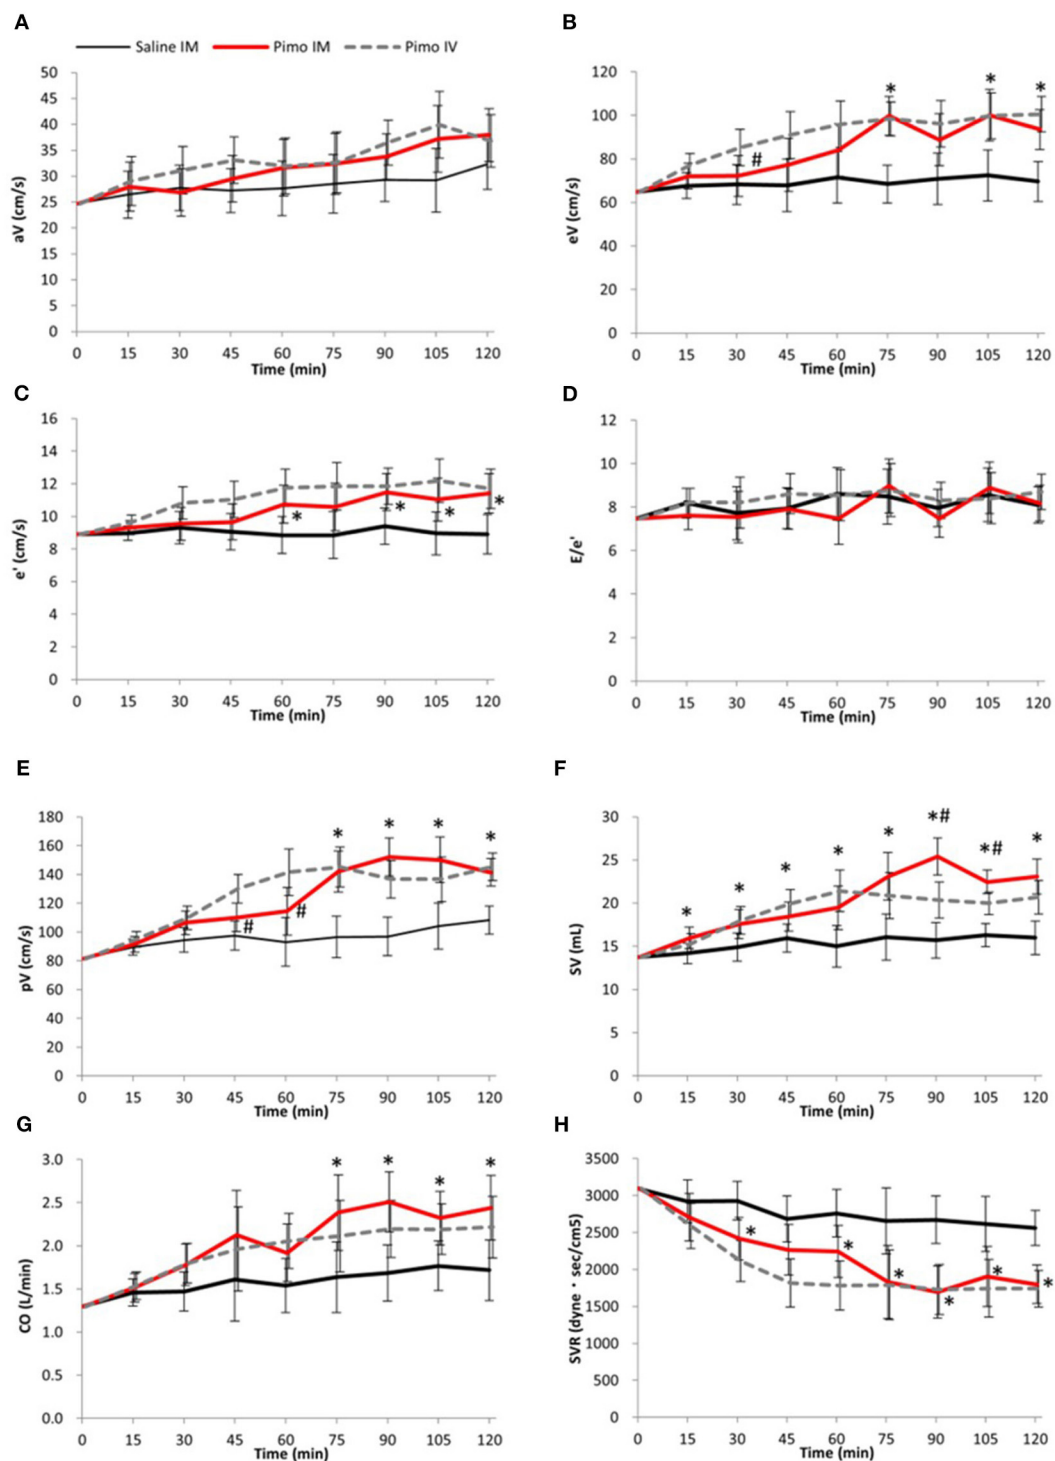 A
B
Saline IM Pimo IM Pimo IV
50
45
40
35
30
25
20
15
10
5
0
aV (cm/s)
0 15 30 45 60 75 90 105 120
Time (min)
120
100
80
60
40
20
0
eV (cm/s)
* * *
#
0 15 30 45 60 75 90 105 120
Time (min)
C
D
16
14
12
10
8
6
4
2
0
e' (cm/s)
* * * *
0 15 30 45 60 75 90 105 120
Time (min)
12
10
8
6
4
2
0
E/e'
0 15 30 45 60 75 90 105 120
Time (min)
E
F
180
160
140
120
100
80
60
40
20
0
pV (cm/s)
* * * *
# #
0 15 30 45 60 75 90 105 120
Time (min)
30
25
20
15
10
5
0
SV (mL)
* * * * * *# *# *
0 15 30 45 60 75 90 105 120
Time (min)
G
H
3.0
2.5
2.0
1.5
1.0
0.5
0.0
CO (L/min)
* * * *
0 15 30 45 60 75 90 105 120
Time (min)
3500
3000
2500
2000
1500
1000
500
0
SVR (dyne・sec/cm5)
* * * * * *
0 15 30 45 60 75 90 105 120
Time (min)